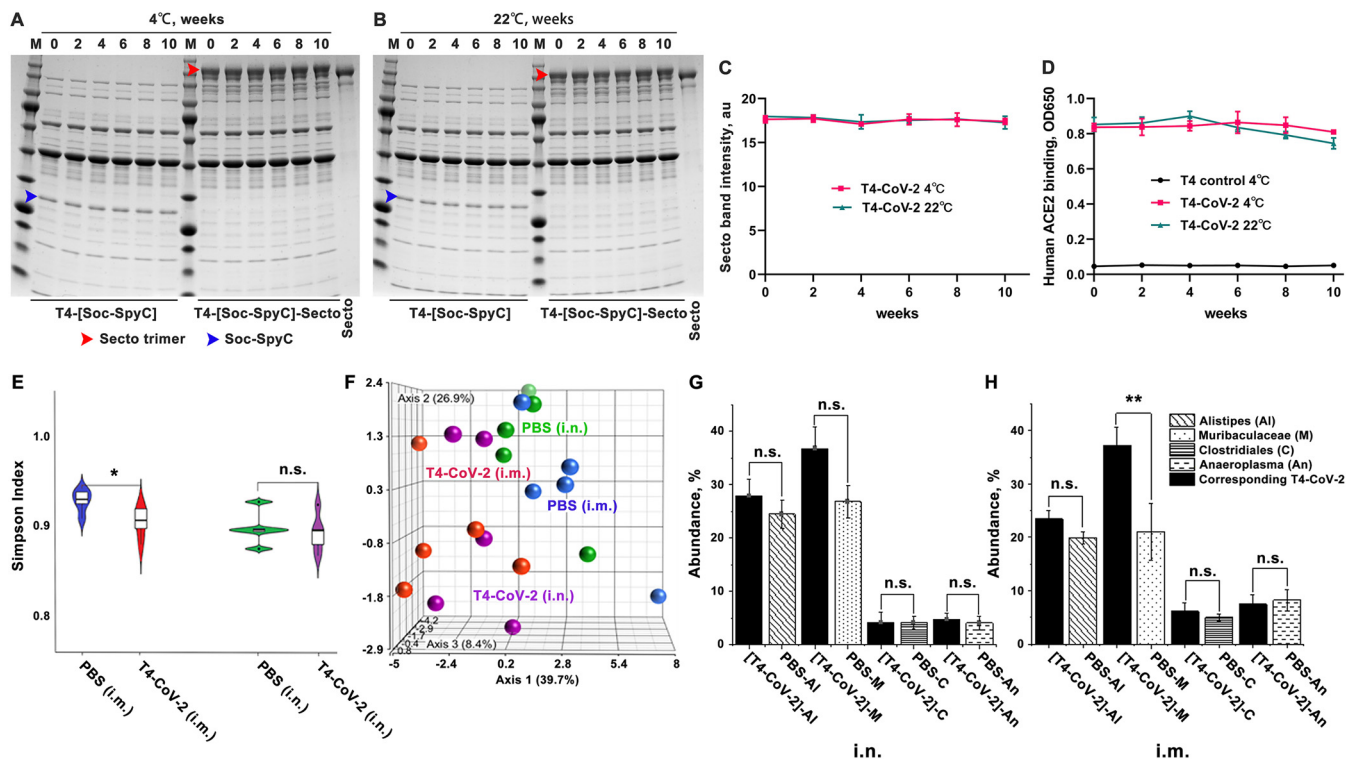 A
4℃, weeks
M 0 2 4 6 8 10 M 0 2 4 6 8 10
T4-[Soc-SpyC]
T4-[Soc-SpyC]-Secto
Secto
B
22℃, weeks
M 0 2 4 6 8 10 M 0 2 4 6 8 10
T4-[Soc-SpyC]
T4-[Soc-SpyC]-Secto
Secto
Secto trimer
Soc-SpyC
C
Secto band intensity, au
20
15
10
5
0
T4-CoV-2 4℃
T4-CoV-2 22℃
0 2 4 6 8 10
weeks
D
Human ACE2 binding, OD650
1.0
0.8
0.6
0.4
0.2
0.0
T4 control 4℃
T4-CoV-2 4℃
T4-CoV-2 22℃
0 2 4 6 8 10
weeks
E
Simpson Index
1.0
0.9
0.8
*
n.s.
PBS (i.m.)
T4-CoV-2 (i.m.)
PBS (i.n.)
T4-CoV-2 (i.n.)
F
2.4
1.3
0.3
-0.8
-1.8
-2.9
Axis 2 (26.9%)
PBS (i.n.)
T4-CoV-2 (i.m.)
PBS (i.m.)
T4-CoV-2 (i.n.)
-4.2
-2.9
-1.7
-0.4
0.8
Axis 3 (8.4%)
-5 -2.4 0.2 2.8 5.4 8
Axis 1 (39.7%)
G
Abundance, %
40
30
20
10
0
n.s.
n.s.
n.s.
n.s.
[T4-CoV-2]-Al
PBS-Al
[T4-CoV-2]-M
PBS-M
[T4-CoV-2]-C
PBS-C
[T4-CoV-2]-An
PBS-An
i.n.
H
Abundance, %
40
30
20
10
0
n.s.
**
n.s.
n.s.
Alistipes (Al)
Muribaculaceae (M)
Clostridiales (C)
Anaeroplasma (An)
Corresponding T4-CoV-2
[T4-CoV-2]-Al
PBS-Al
[T4-CoV-2]-M
PBS-M
[T4-CoV-2]-C
PBS-C
[T4-CoV-2]-An
PBS-An
i.m.